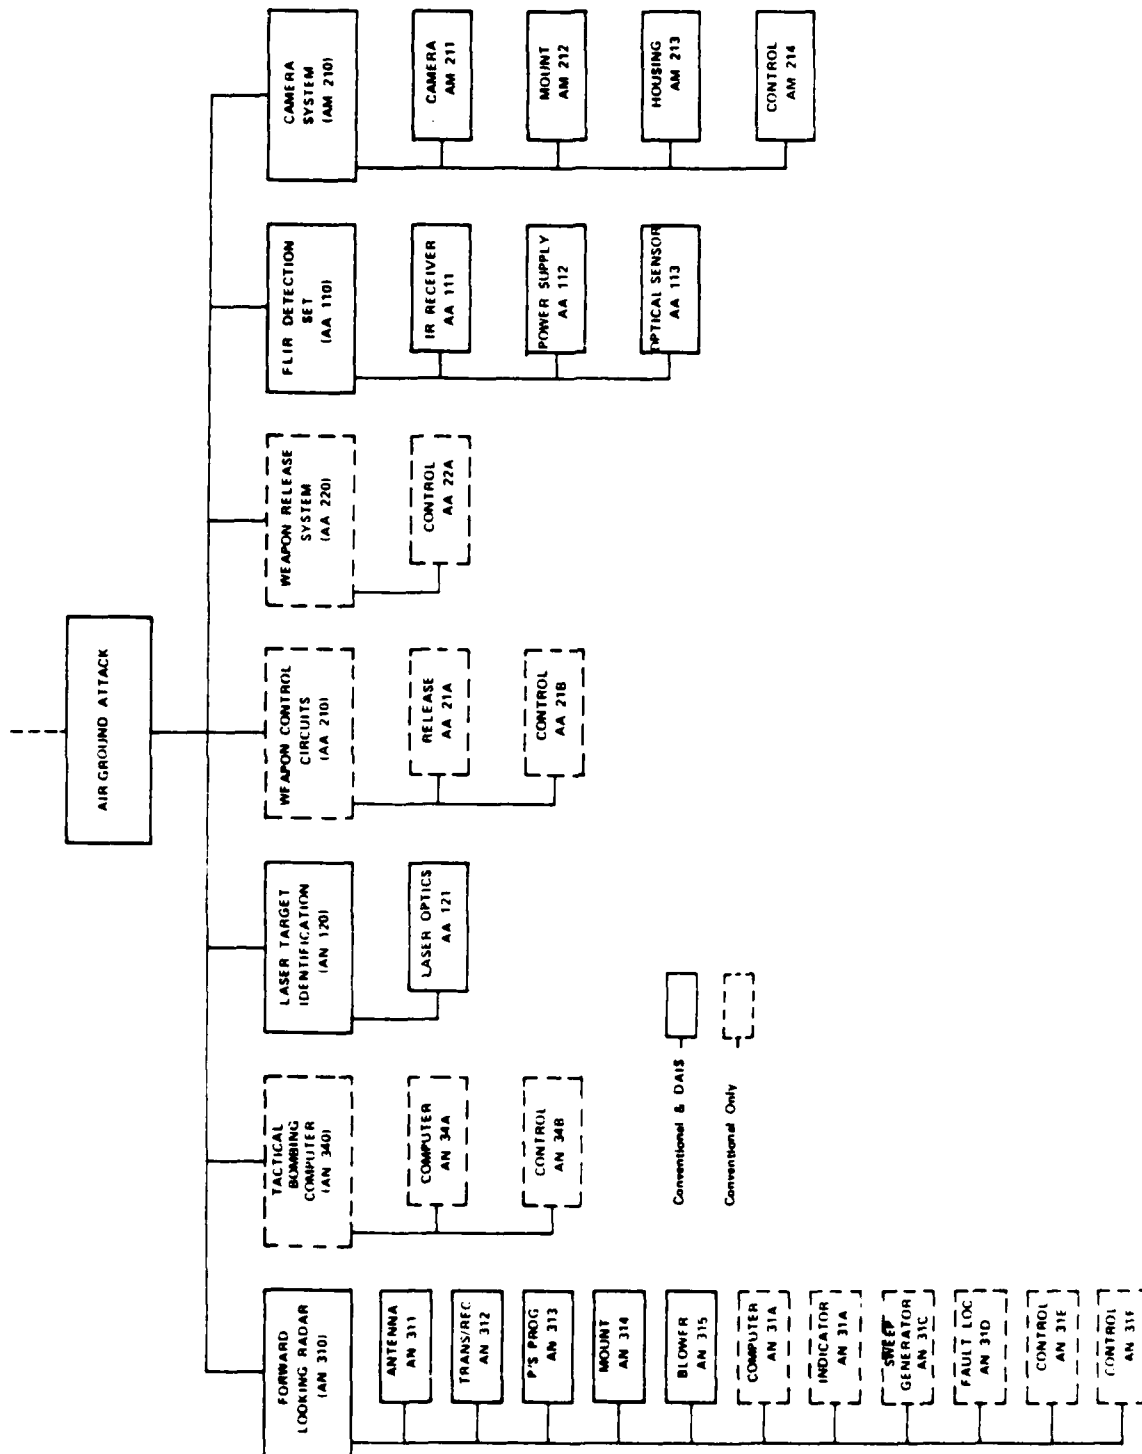 AIR GROUND ATTACK
FORWARD
LOOKING RADAR
(AN 310)
ANTENNA
AN 311
TRANS/REC
AN 312
P'S PROG
AN 313
MOUNT
AN 314
BLOWER
AN 315
COMPUTER
AN 31A
INDICATOR
AN 31A
SWEEP
GENERATOR
AN 31C
FAULT LOC
AN 31D
CONTROL
AN 31E
CONTROL
AN 31F
TACTICAL
BOMBING
COMPUTER
(AN 340)
COMPUTER
AN 34A
CONTROL
AN 34B
LASER TARGET
IDENTIFICATION
(AN 120)
LASER OPTICS
AA 121
WEAPON CONTROL
CIRCUITS
(AA 210)
RELEASE
AA 21A
CONTROL
AA 21B
WEAPON RELEASE
SYSTEM
(AA 220)
CONTROL
AA 22A
FLIR DETECTION
SET
(AA 110)
IR RECEIVER
AA 111
POWER SUPPLY
AA 112
OPTICAL SENSOR
AA 113
CAMERA
SYSTEM
(AM 210)
CAMERA
AM 211
MOUNT
AM 212
HOUSING
AM 213
CONTROL
AM 214
Conventional & DAIS
Conventional Only